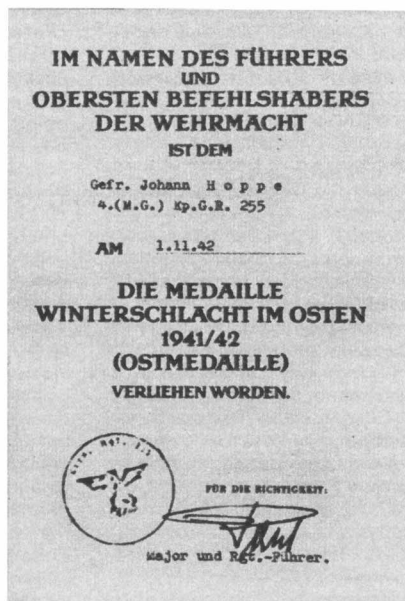 IM NAMEN DES FÜHRERS
UND
OBERSTEN BEFEHLSHABERS
DER WEHRMACHT
IST DEM
Gefr. Johann H o p p e
4.(M.G.) Kp.G.R. 255
AM 1.11.42
DIE MEDAILLE
WINTERSCHLACHT IM OSTEN
1941/42
(OSTMEDAILLE)
VERLIEHEN WORDEN.
FÜR DIE RICHTIGKEIT:
Major und Rgt.-Führer.